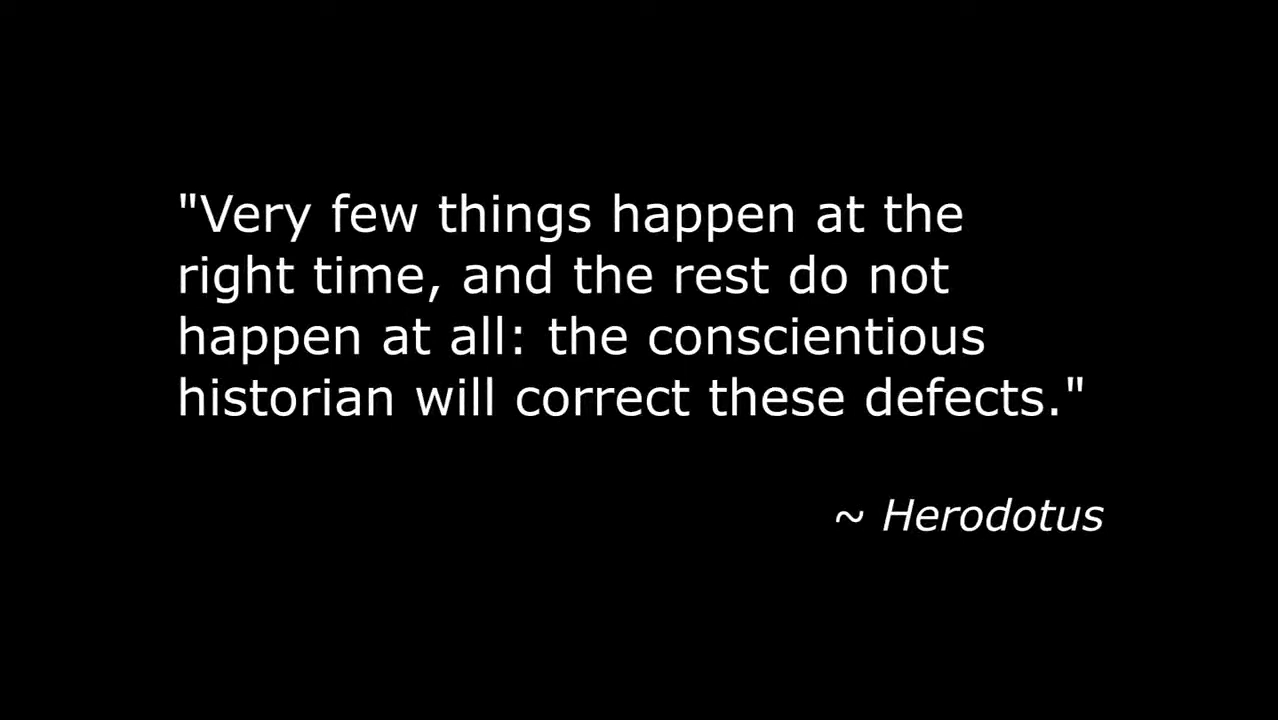 "Very few things happen at the
right time, and the rest do not
happen at all: the conscientious
historian will correct these defects."
~ Herodotus